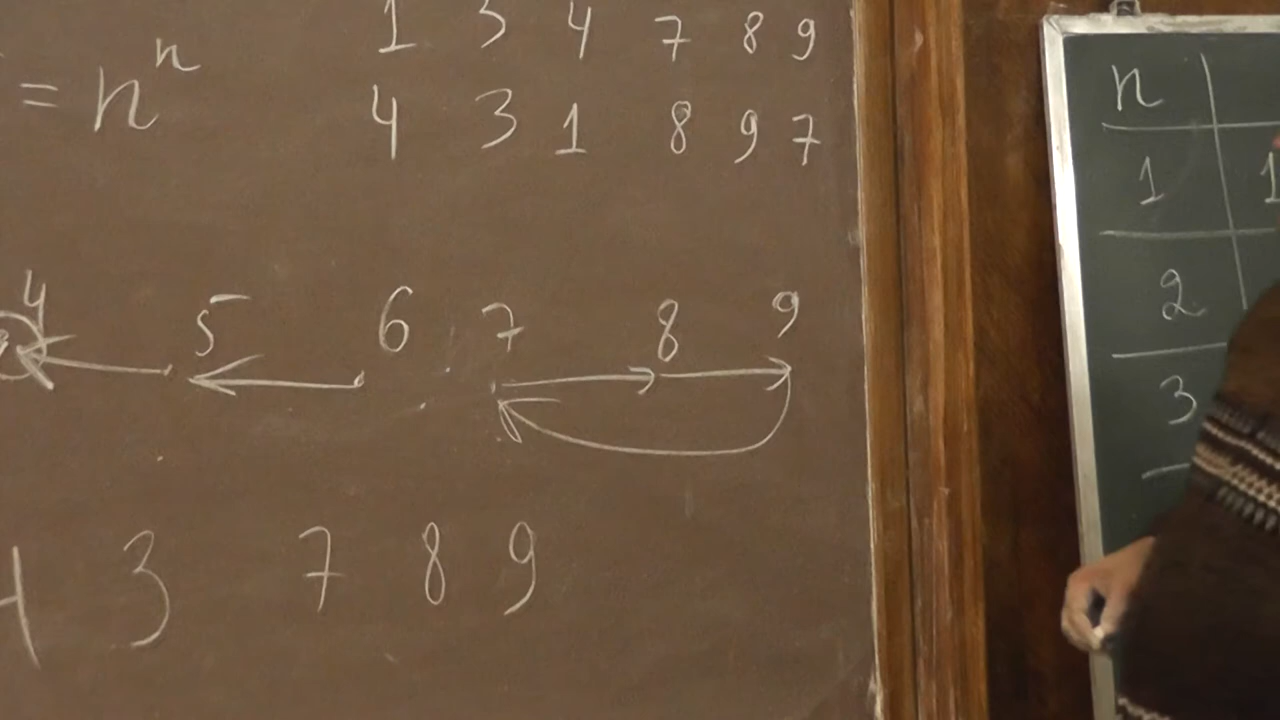 = n^n
1 3 4 7 8 9
4 3 1 8 9 7
4 5 6 7 8 9
3 7 8 9
n
1 1
2
3